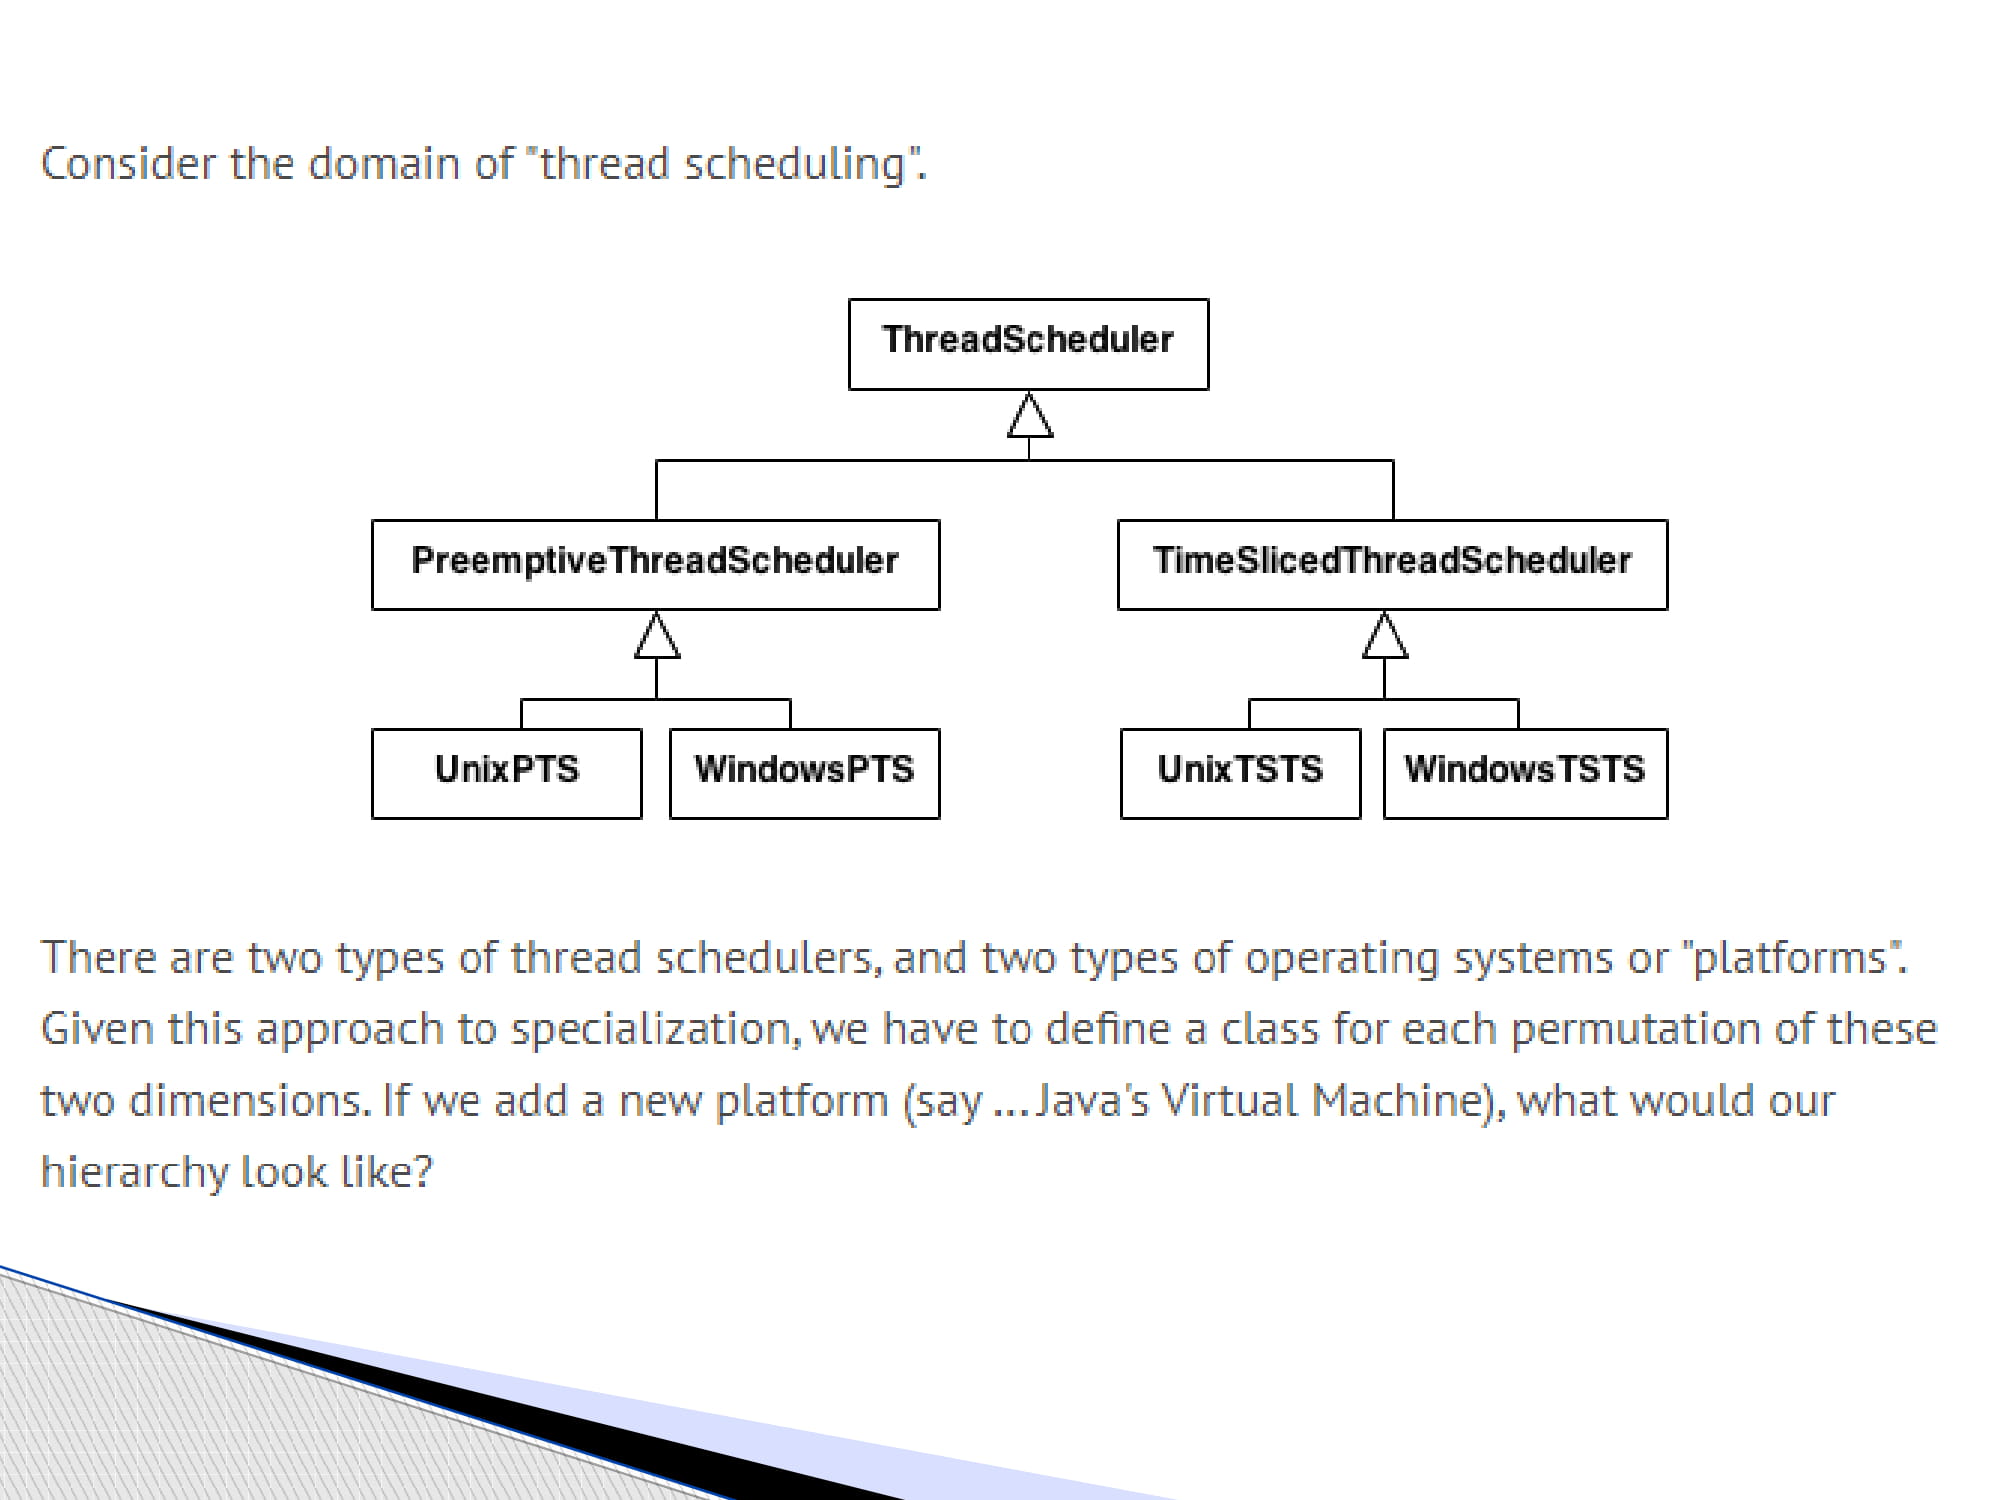 Consider the domain of "thread scheduling".
ThreadScheduler
PreemptiveThreadScheduler
TimeSlicedThreadScheduler
UnixPTS
WindowsPTS
UnixTSTS
WindowsTSTS
There are two types of thread schedulers, and two types of operating systems or "platforms".
Given this approach to specialization, we have to define a class for each permutation of these
two dimensions. If we add a new platform (say ... Java's Virtual Machine), what would our
hierarchy look like?